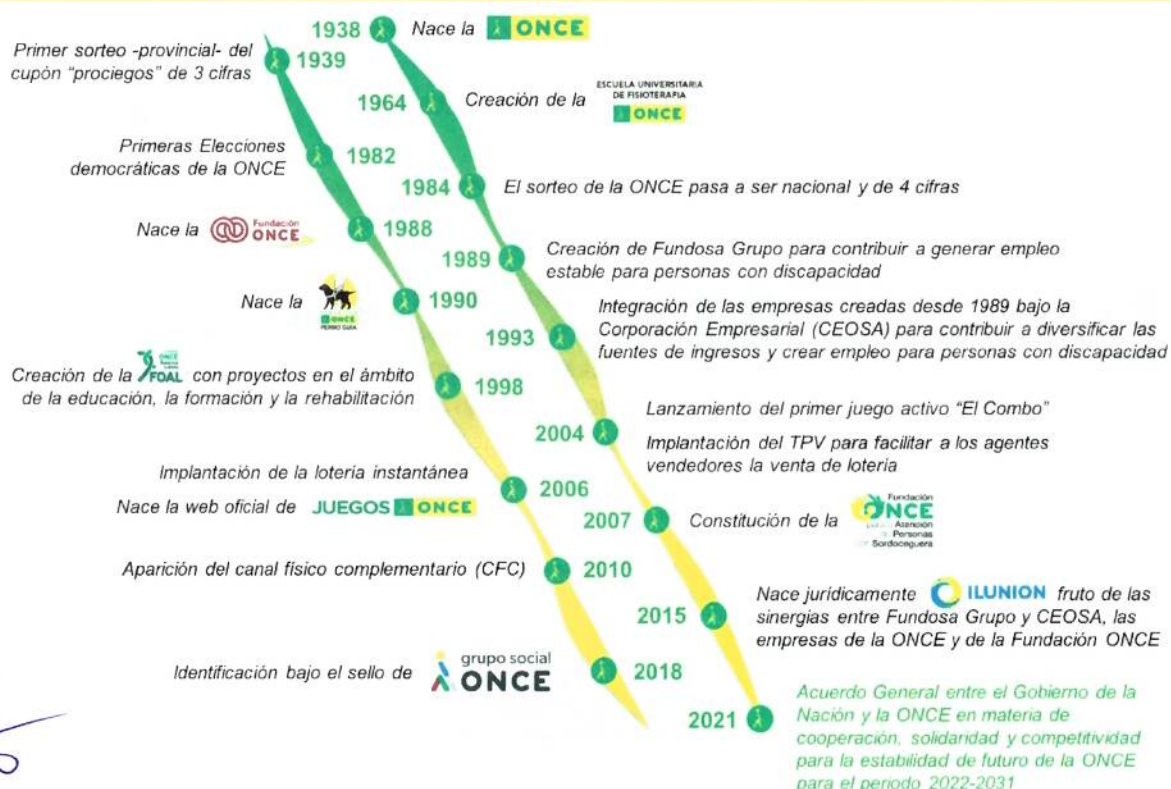 1938 Nace la ONCE
Primer sorteo -provincial- del
cupón "prociegos" de 3 cifras
1939
ESCUELA UNIVERSITARIA
DE FISIOTERAPIA
1964 Creación de la ONCE
Primeras Elecciones
democráticas de la ONCE
1982
1984 El sorteo de la ONCE pasa a ser nacional y de 4 cifras
Nace la Fundación ONCE 1988
1989 Creación de Fundosa Grupo para contribuir a generar empleo
estable para personas con discapacidad
Nace la ONCE PERRO GUÍA 1990
1993 Integración de las empresas creadas desde 1989 bajo la
Corporación Empresarial (CEOSA) para contribuir a diversificar las
fuentes de ingresos y crear empleo para personas con discapacidad
Creación de la ONCE FOAL con proyectos en el ámbito
de la educación, la formación y la rehabilitación
1998
2004 Lanzamiento del primer juego activo "El Combo"
Implantación del TPV para facilitar a los agentes
vendedores la venta de lotería
Implantación de la lotería instantánea
Nace la web oficial de JUEGOS ONCE
2006
2007 Constitución de la Fundación
ONCE
Atención
de Personas
Sordoceguera
Aparición del canal físico complementario (CFC) 2010
2015 Nace jurídicamente ILUNION fruto de las
sinergias entre Fundosa Grupo y CEOSA, las
empresas de la ONCE y de la Fundación ONCE
Identificación bajo el sello de grupo social
ONCE
2018
2021 Acuerdo General entre el Gobierno de la
Nación y la ONCE en materia de
cooperación, solidaridad y competitividad
para la estabilidad de futuro de la ONCE
para el periodo 2022-2031